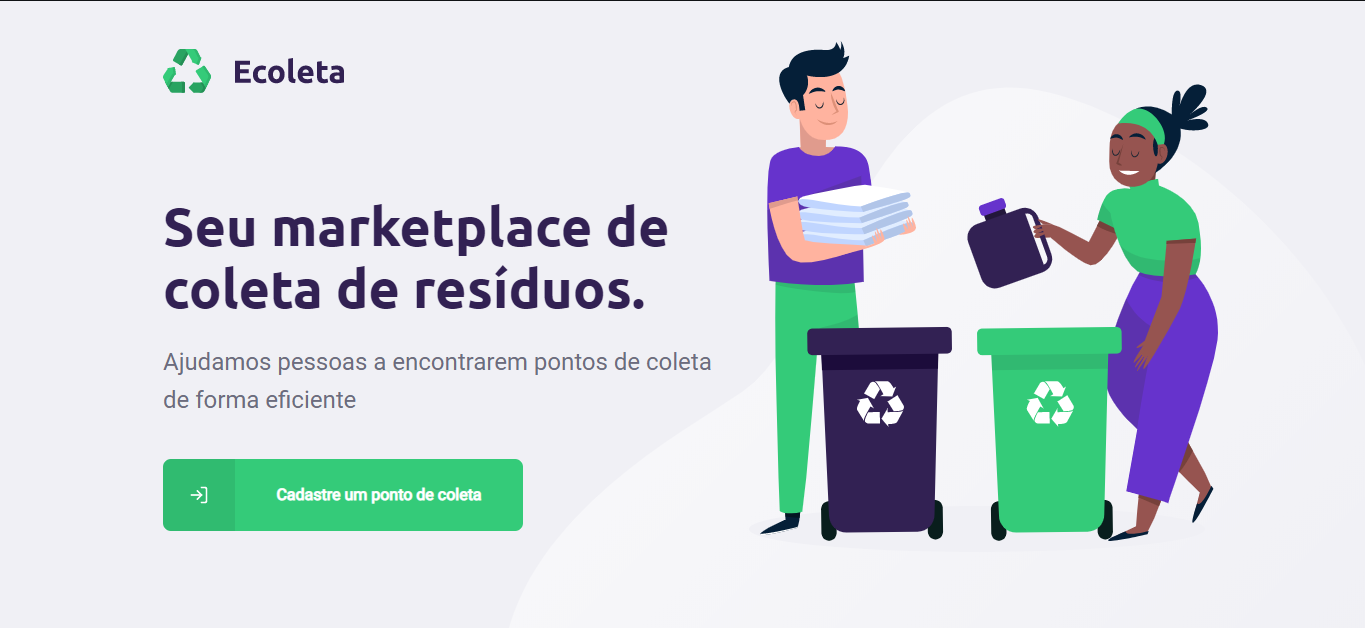 Ecoleta
Seu marketplace de
coleta de resíduos.
Ajudamos pessoas a encontrarem pontos de coleta
de forma eficiente
Cadastre um ponto de coleta